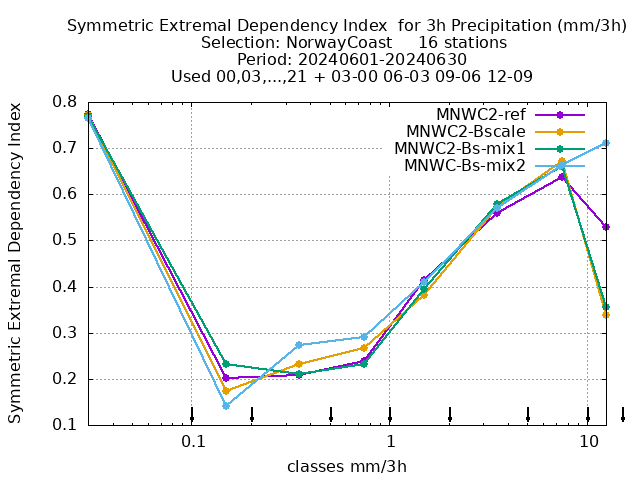 Symmetric Extremal Dependency Index  for 3h Precipitation (mm/3h)
Selection: NorwayCoast     16 stations
Period: 20240601-20240630
Used 00,03,...,21 + 03-00 06-03 09-06 12-09
Symmetric Extremal Dependency Index
0.8
0.7
0.6
0.5
0.4
0.3
0.2
0.1
MNWC2-ref
MNWC2-Bscale
MNWC2-Bs-mix1
MNWC-Bs-mix2
0.1 1 10
classes mm/3h